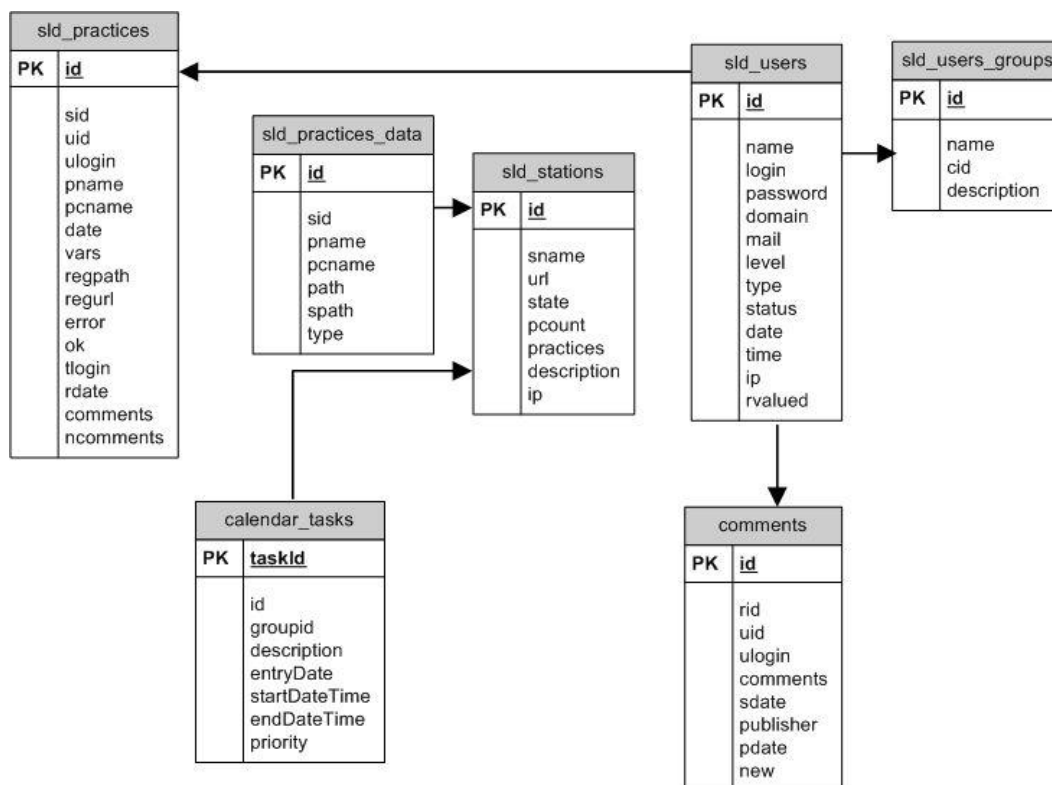 sld_practices
PK id
sid
uid
ulogin
pname
pcname
date
vars
regpath
regurl
error
ok
tlogin
rdate
comments
ncomments
sld_practices_data
PK id
sid
pname
pcname
path
spath
type
sld_stations
PK id
sname
url
state
pcount
practices
description
ip
sld_users
PK id
name
login
password
domain
mail
level
type
status
date
time
ip
rvalued
sld_users_groups
PK id
name
cid
description
calendar_tasks
PK taskId
id
groupid
description
entryDate
startDateTime
endDateTime
priority
comments
PK id
rid
uid
ulogin
comments
sdate
publisher
pdate
new